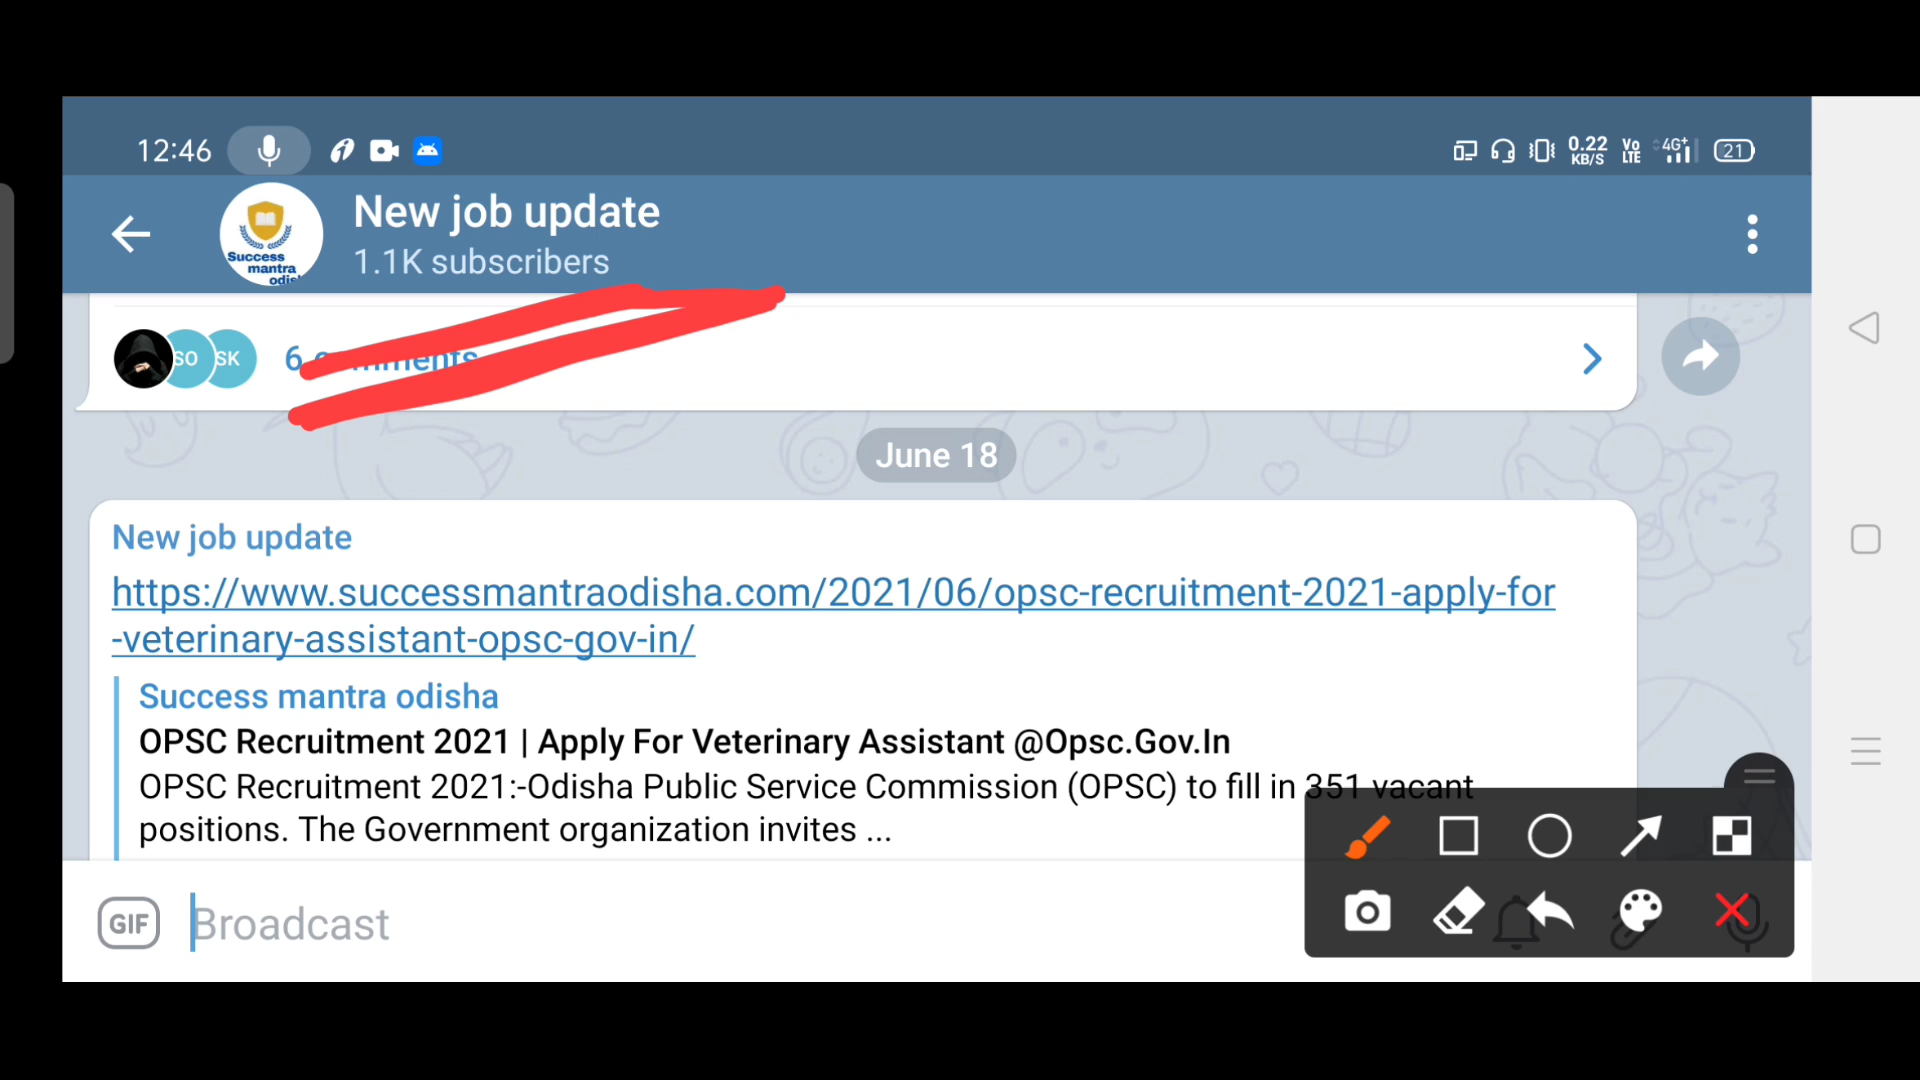 12:46
0.22
KB/S
Vo
LTE
4G+
21
New job update
1.1K subscribers
Success
mantra
SO
SK
6 comments
June 18
New job update
https://www.successmantraodisha.com/2021/06/opsc-recruitment-2021-apply-for
-veterinary-assistant-opsc-gov-in/
Success mantra odisha
OPSC Recruitment 2021 | Apply For Veterinary Assistant @Opsc.Gov.In
OPSC Recruitment 2021:-Odisha Public Service Commission (OPSC) to fill in 351 vacant
positions. The Government organization invites ...
GIF
Broadcast